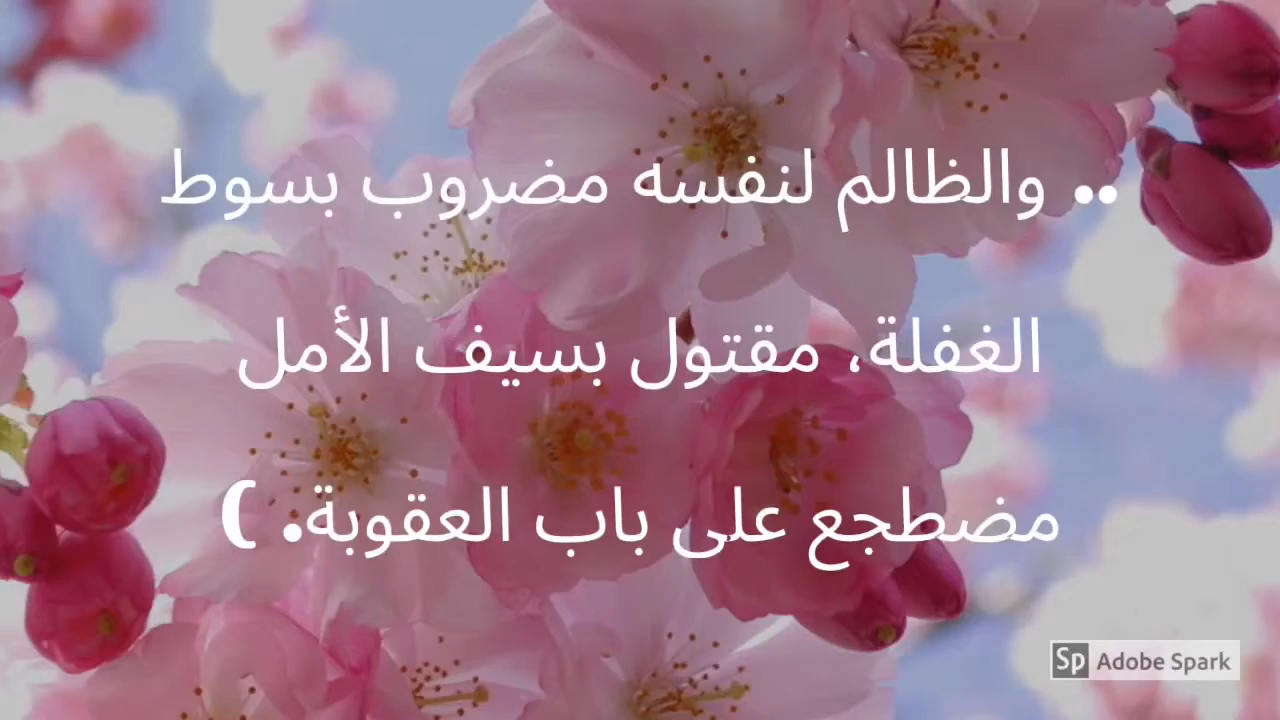 .. والظالم لنفسه مضروب بسوط
الغفلة، مقتول بسيف الأمل
مضطجع على باب العقوبة. )
Sp Adobe Spark